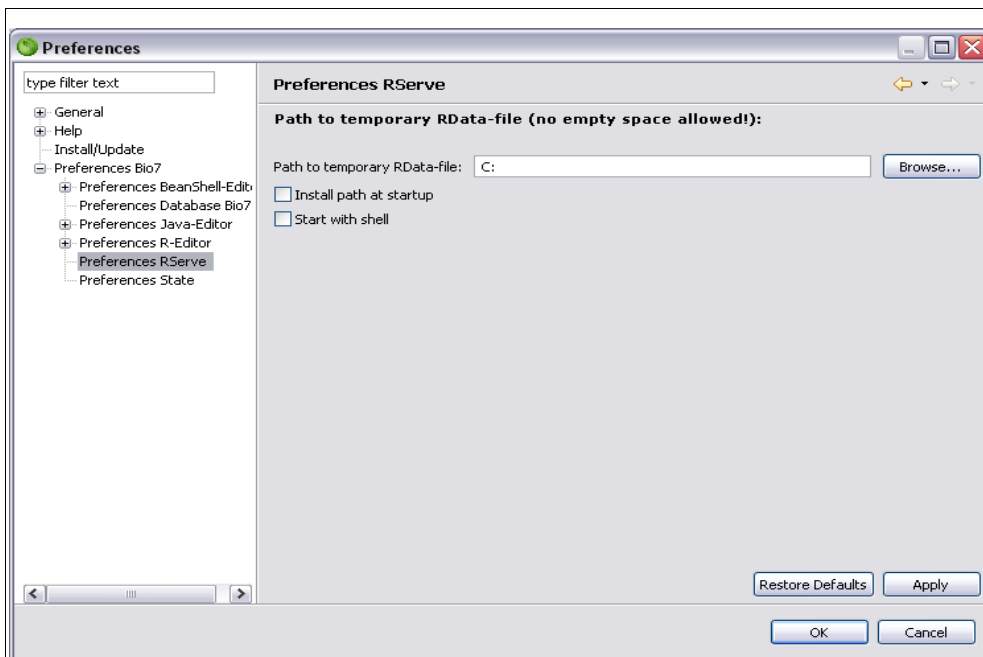 Preferences
type filter text
General
Help
Install/Update
Preferences Bio7
Preferences BeanShell-Edit
Preferences Database Bio7
Preferences Java-Editor
Preferences R-Editor
Preferences RServe
Preferences State
Preferences RServe
Path to temporary RData-file (no empty space allowed!):
Path to temporary RData-file: C:
Browse...
Install path at startup
Start with shell
Restore Defaults
Apply
OK
Cancel